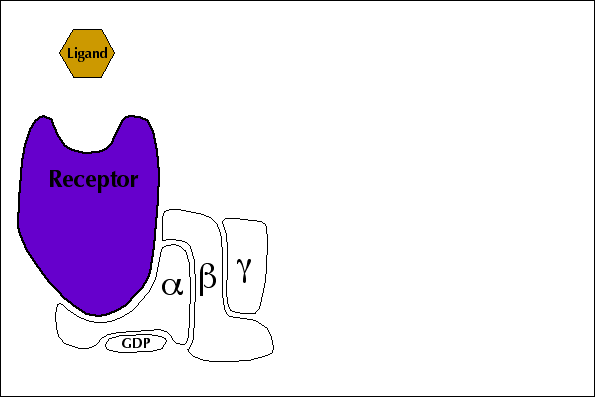 Ligand
Receptor
α β γ
GDP